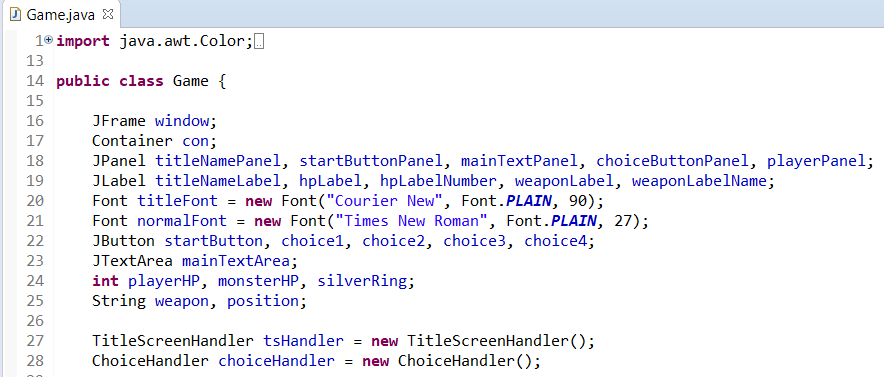 Game.java
1 import java.awt.Color;
13
14 public class Game {
15
16 JFrame window;
17 Container con;
18 JPanel titleNamePanel, startButtonPanel, mainTextPanel, choiceButtonPanel, playerPanel;
19 JLabel titleNameLabel, hpLabel, hpLabelNumber, weaponLabel, weaponLabelName;
20 Font titleFont = new Font("Courier New", Font.PLAIN, 90);
21 Font normalFont = new Font("Times New Roman", Font.PLAIN, 27);
22 JButton startButton, choice1, choice2, choice3, choice4;
23 JTextArea mainTextArea;
24 int playerHP, monsterHP, silverRing;
25 String weapon, position;
26
27 TitleScreenHandler tsHandler = new TitleScreenHandler();
28 ChoiceHandler choiceHandler = new ChoiceHandler();